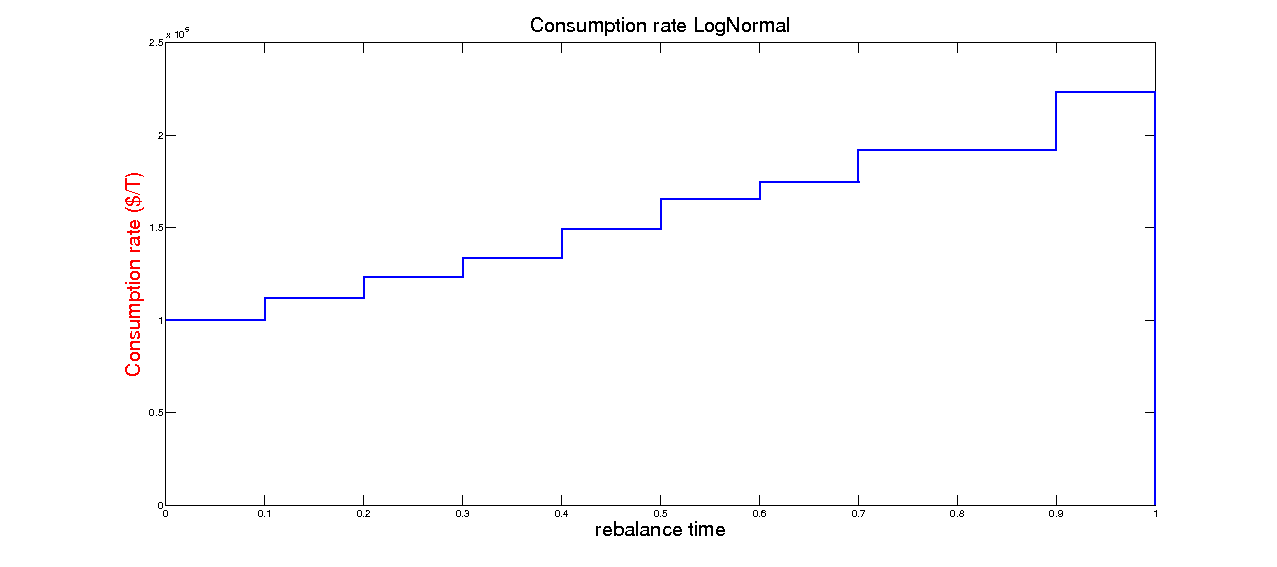 Consumption rate LogNormal
x 10^5
2.5
2
1.5
1
0.5
0
Consumption rate ($/T)
0 0.1 0.2 0.3 0.4 0.5 0.6 0.7 0.8 0.9 1
rebalance time